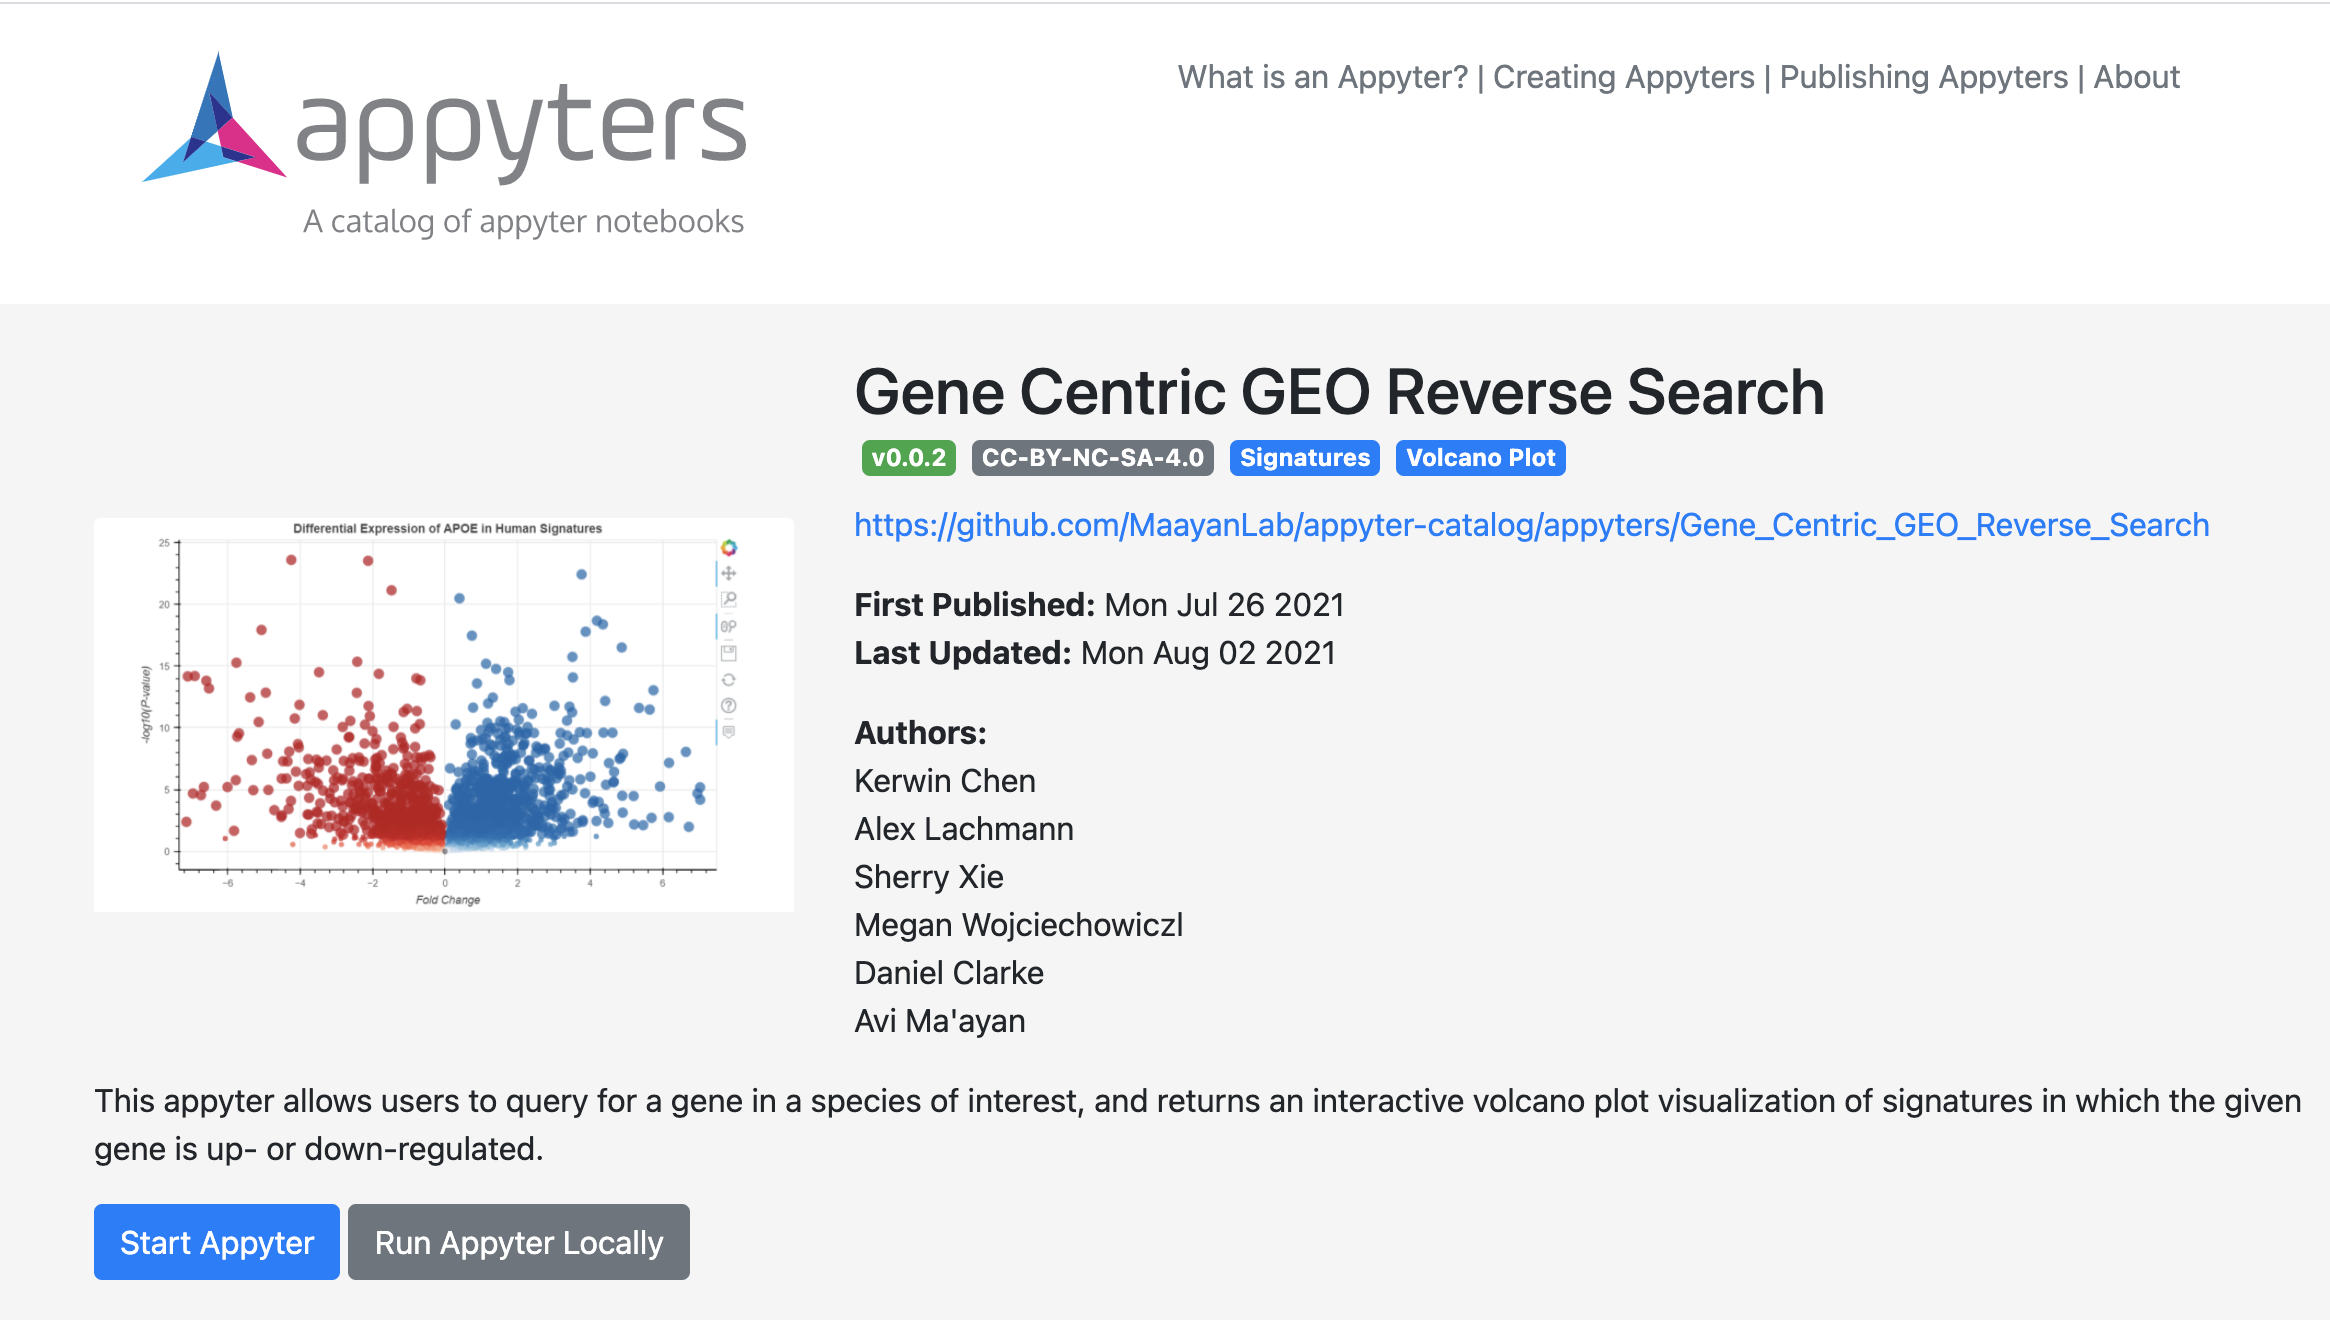 appyters
A catalog of appyter notebooks
What is an Appyter? | Creating Appyters | Publishing Appyters | About
Gene Centric GEO Reverse Search
v0.0.2 CC-BY-NC-SA-4.0 Signatures Volcano Plot
https://github.com/MaayanLab/appyter-catalog/appyters/Gene_Centric_GEO_Reverse_Search
First Published: Mon Jul 26 2021
Last Updated: Mon Aug 02 2021
Authors:
Kerwin Chen
Alex Lachmann
Sherry Xie
Megan Wojciechowiczl
Daniel Clarke
Avi Ma'ayan
Differential Expression of APOE in Human Signatures
-log10(P-value)
25
20
15
10
5
0
-6 -4 -2 0 2 4 6
Fold Change
This appyter allows users to query for a gene in a species of interest, and returns an interactive volcano plot visualization of signatures in which the given
gene is up- or down-regulated.
Start Appyter Run Appyter Locally